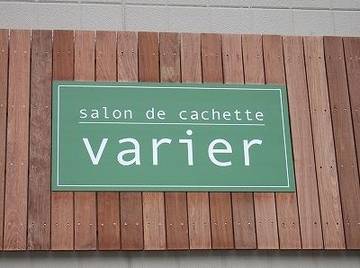 salon de cachette
varier